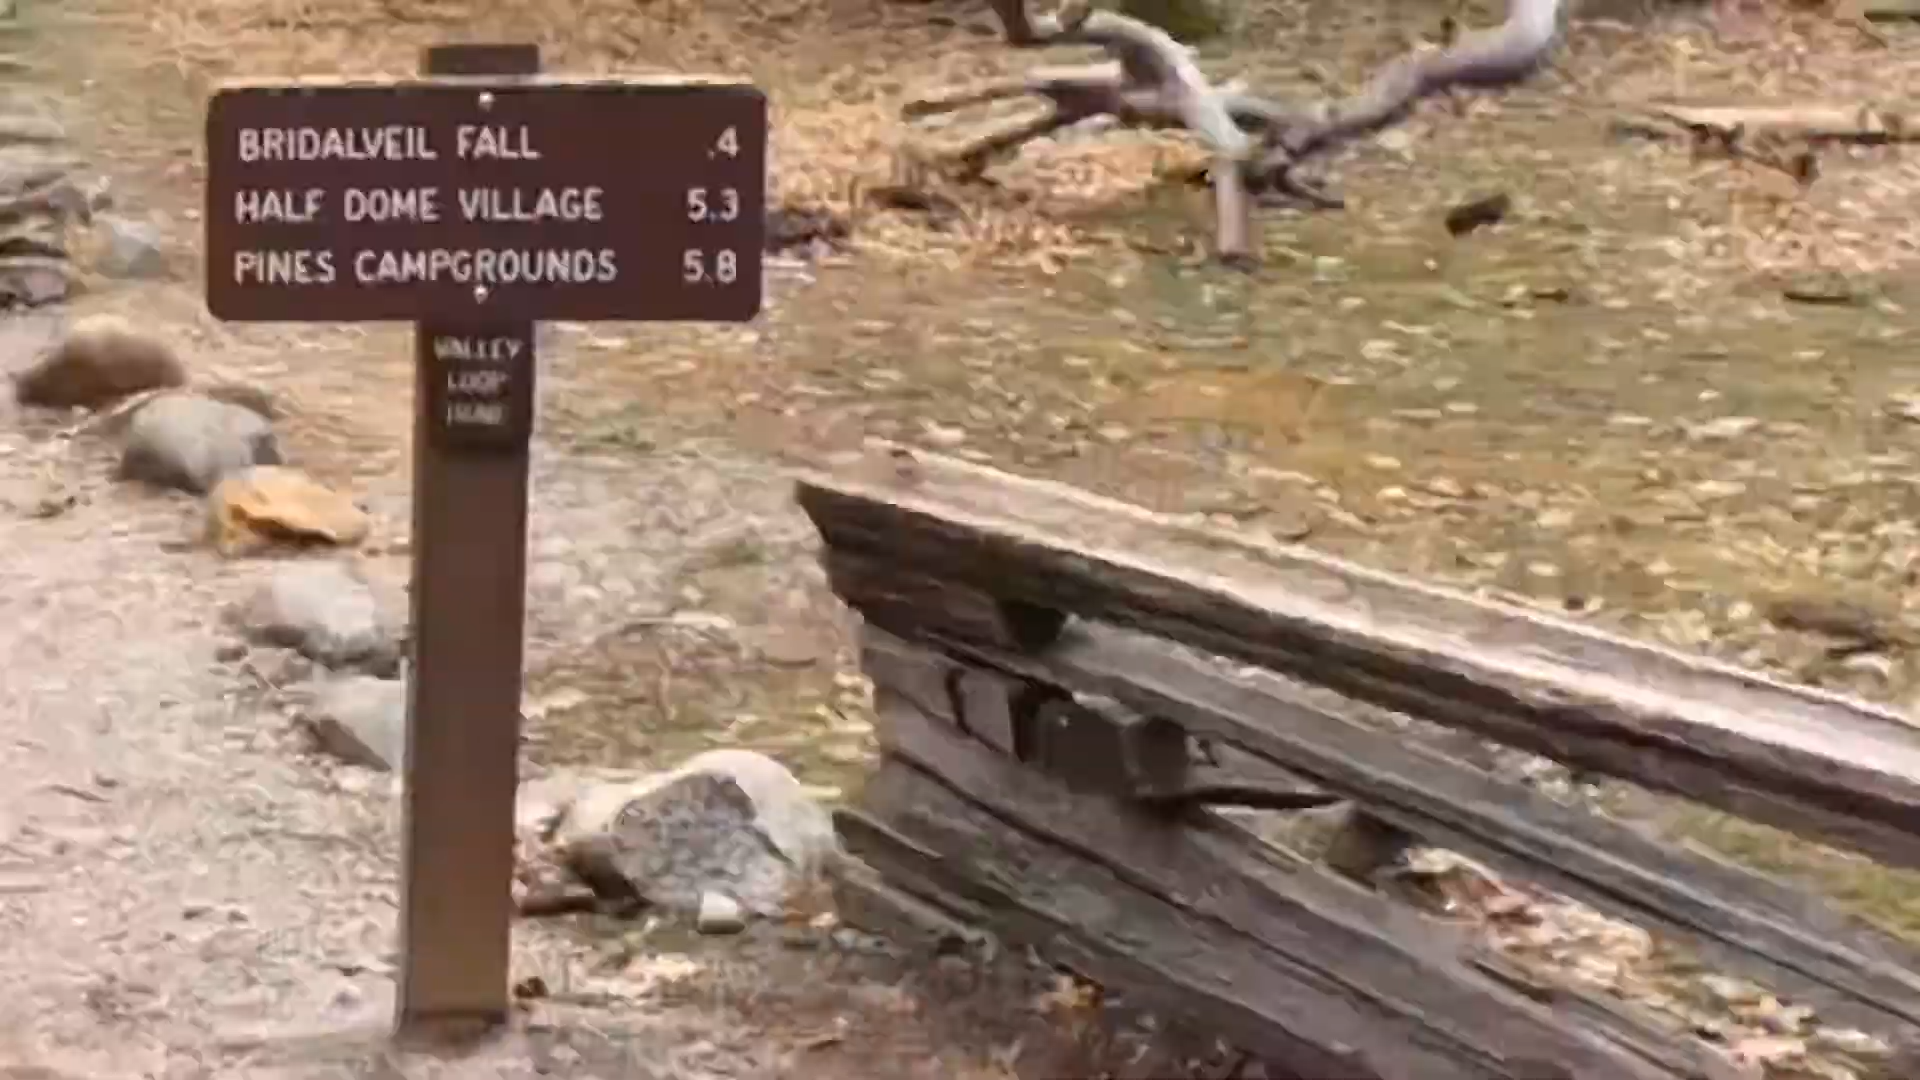 BRIDALVEIL FALL .4
HALF DOME VILLAGE 5.3
PINES CAMPGROUNDS 5.8
VALLEY
LOOP